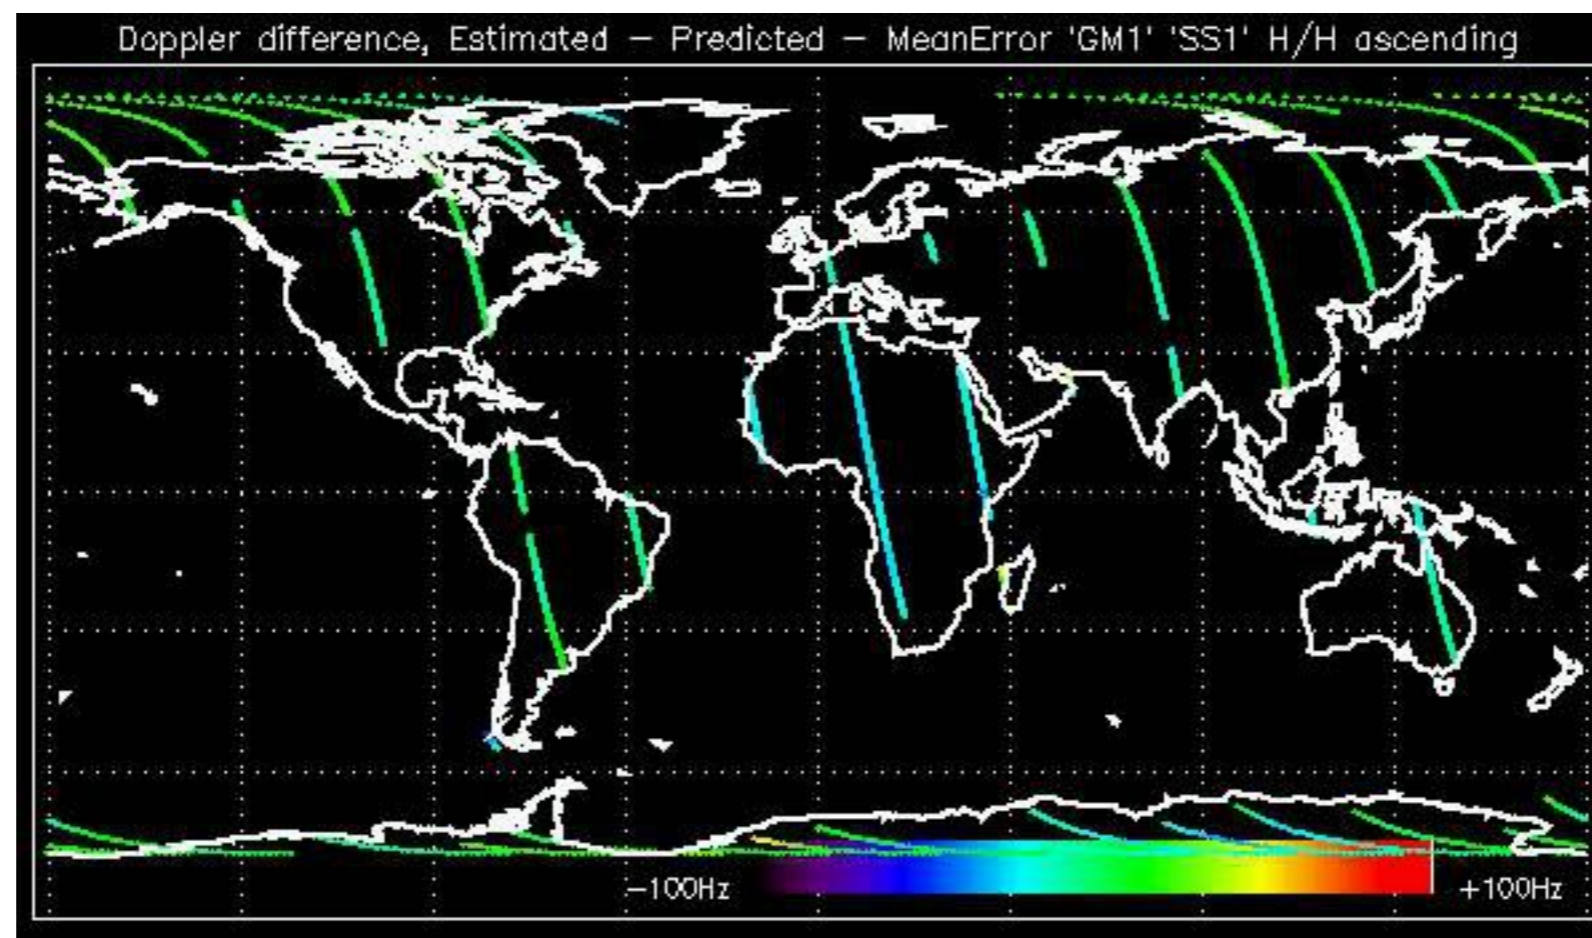 Doppler difference, Estimated – Predicted – MeanError 'GM1' 'SS1' H/H ascending
–100Hz
+100Hz